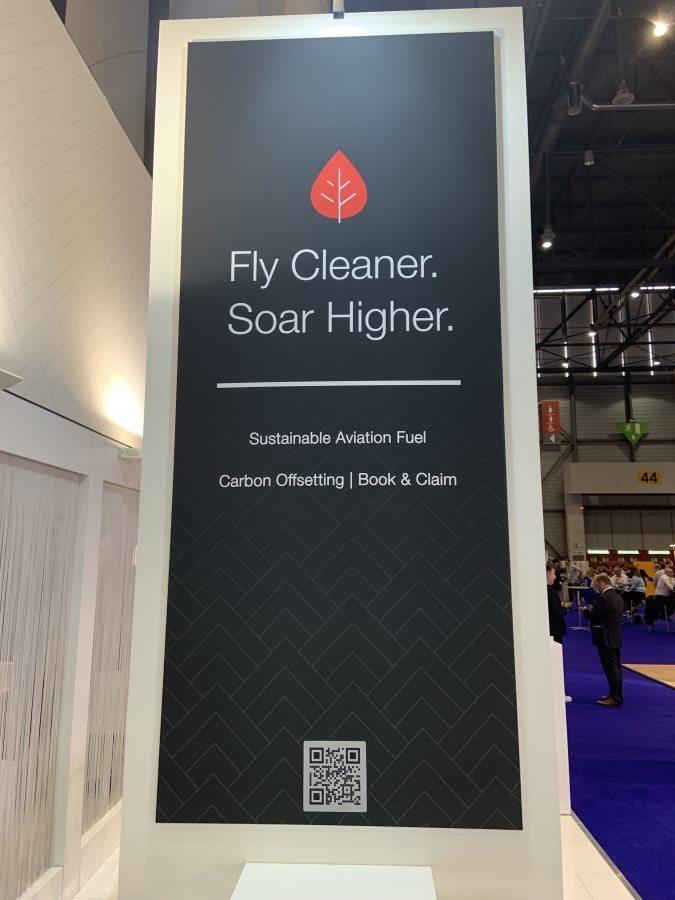 Fly Cleaner.
Soar Higher.
Sustainable Aviation Fuel
Carbon Offsetting | Book & Claim
44